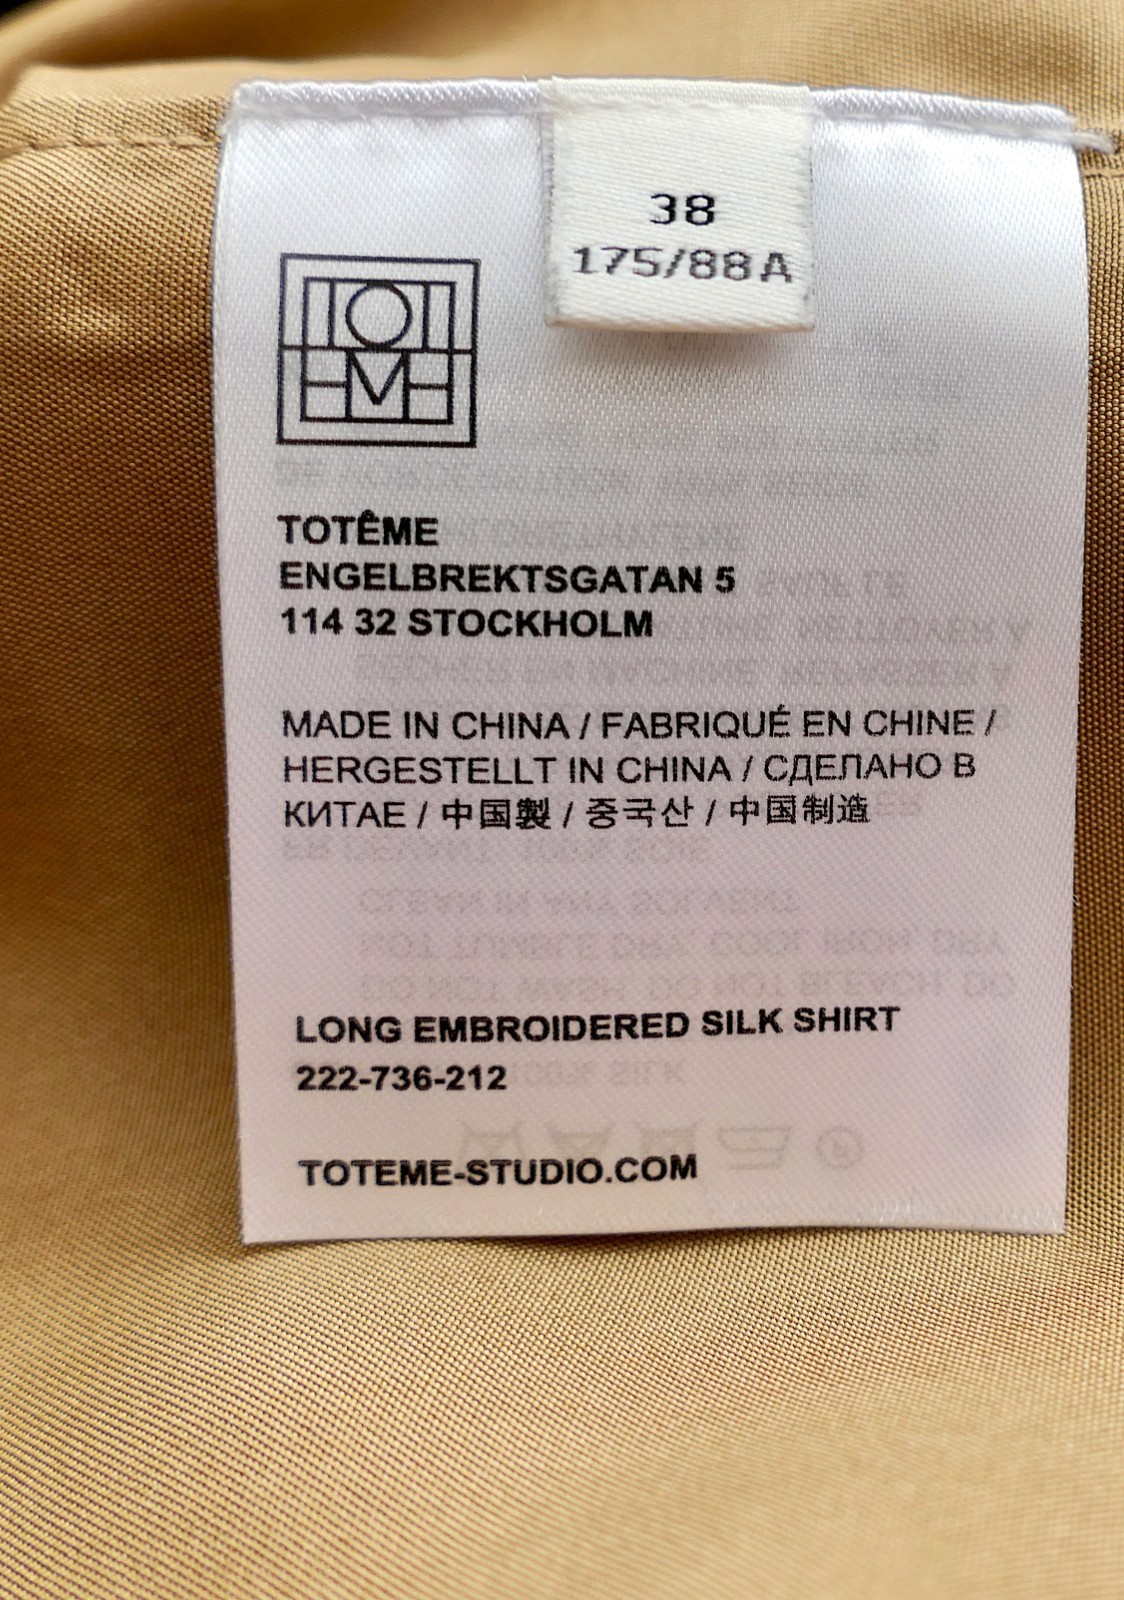 38
175/88A
TOTÊME
TOTÊME
ENGELBREKTSGATAN 5
114 32 STOCKHOLM
MADE IN CHINA / FABRIQUÉ EN CHINE /
HERGESTELLT IN CHINA / СДЕЛАНО В
КИТАЕ / 中国製 / 중국산 / 中国制造
LONG EMBROIDERED SILK SHIRT
222-736-212
TOTEME-STUDIO.COM